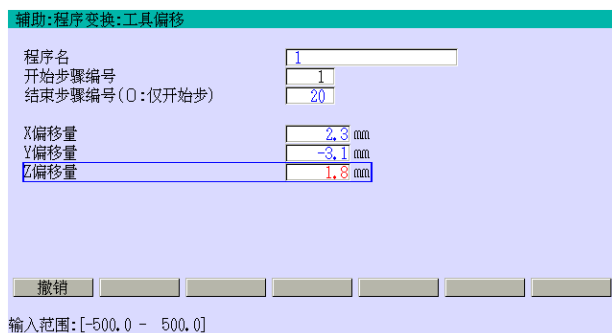 辅助:程序变换:工具偏移
程序名 1
开始步骤编号 1
结束步骤编号(0:仅开始步) 20
X偏移量 2.3 mm
Y偏移量 -3.1 mm
Z偏移量 1.8 mm
撤销
输入范围:[-500.0 - 500.0]